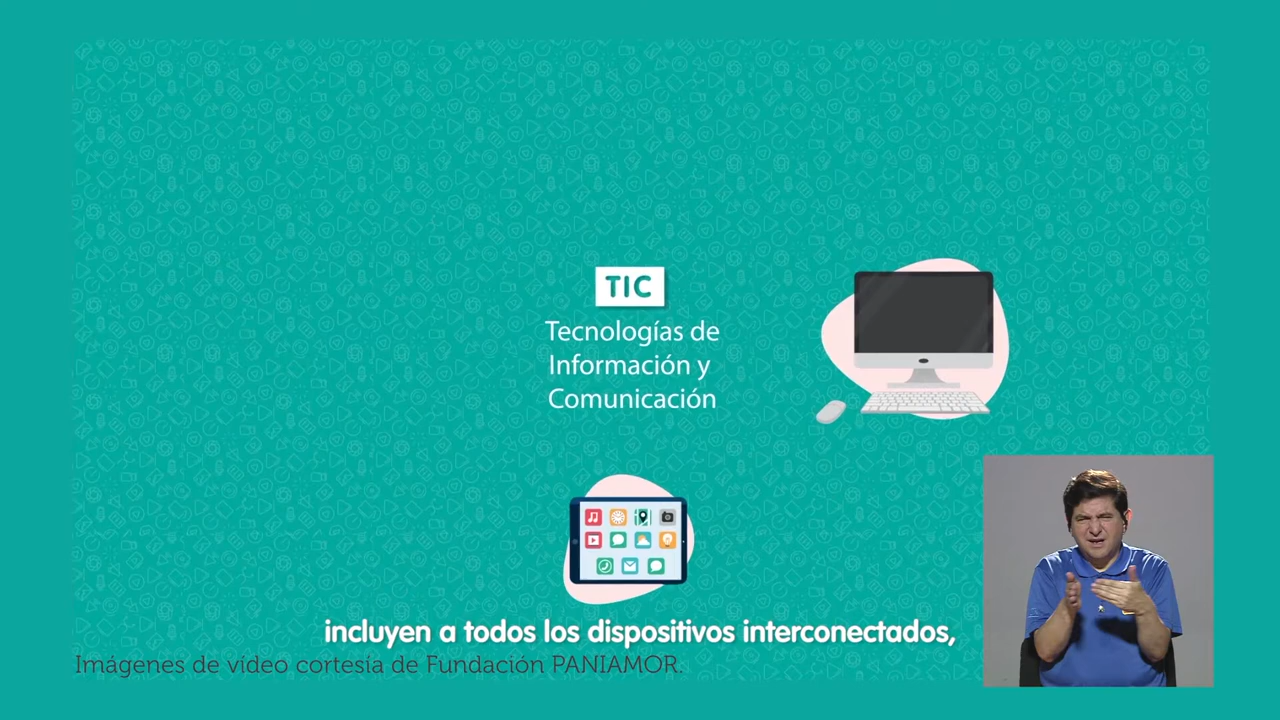 TIC
Tecnologías de
Información y
Comunicación
incluyen a todos los dispositivos interconectados,
Imágenes de vídeo cortesía de Fundación PANIAMOR.